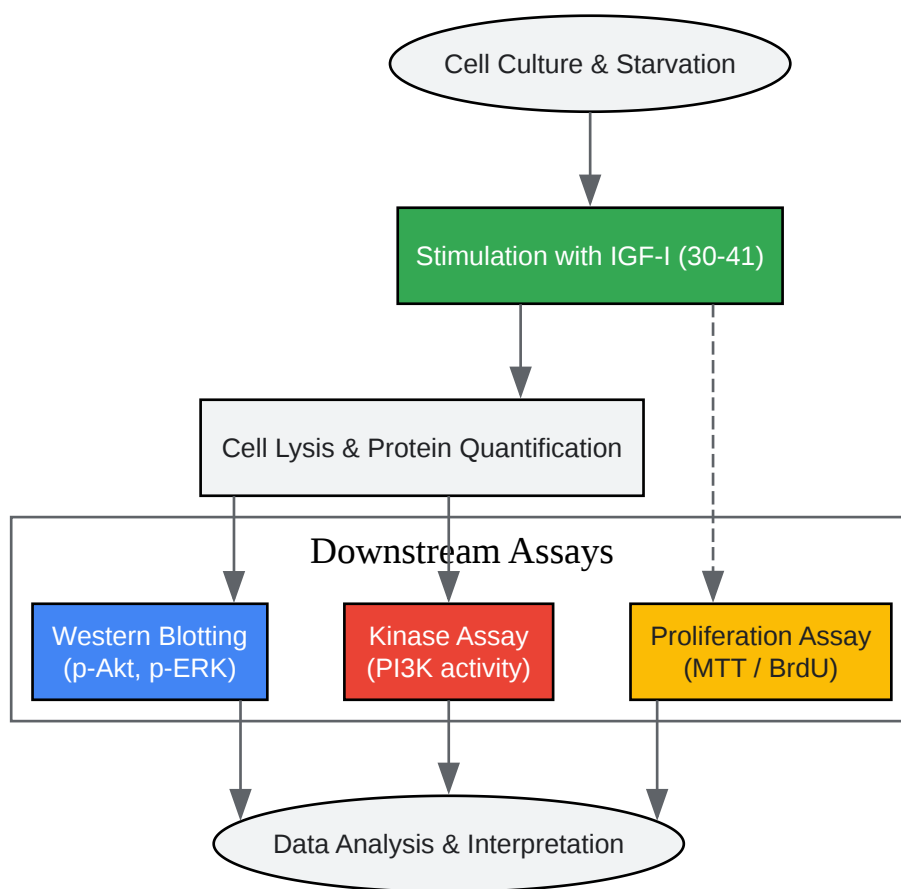 Cell Culture & Starvation
Stimulation with IGF-I (30-41)
Cell Lysis & Protein Quantification
Downstream Assays
Western Blotting
(p-Akt, p-ERK)
Kinase Assay
(PI3K activity)
Proliferation Assay
(MTT / BrdU)
Data Analysis & Interpretation